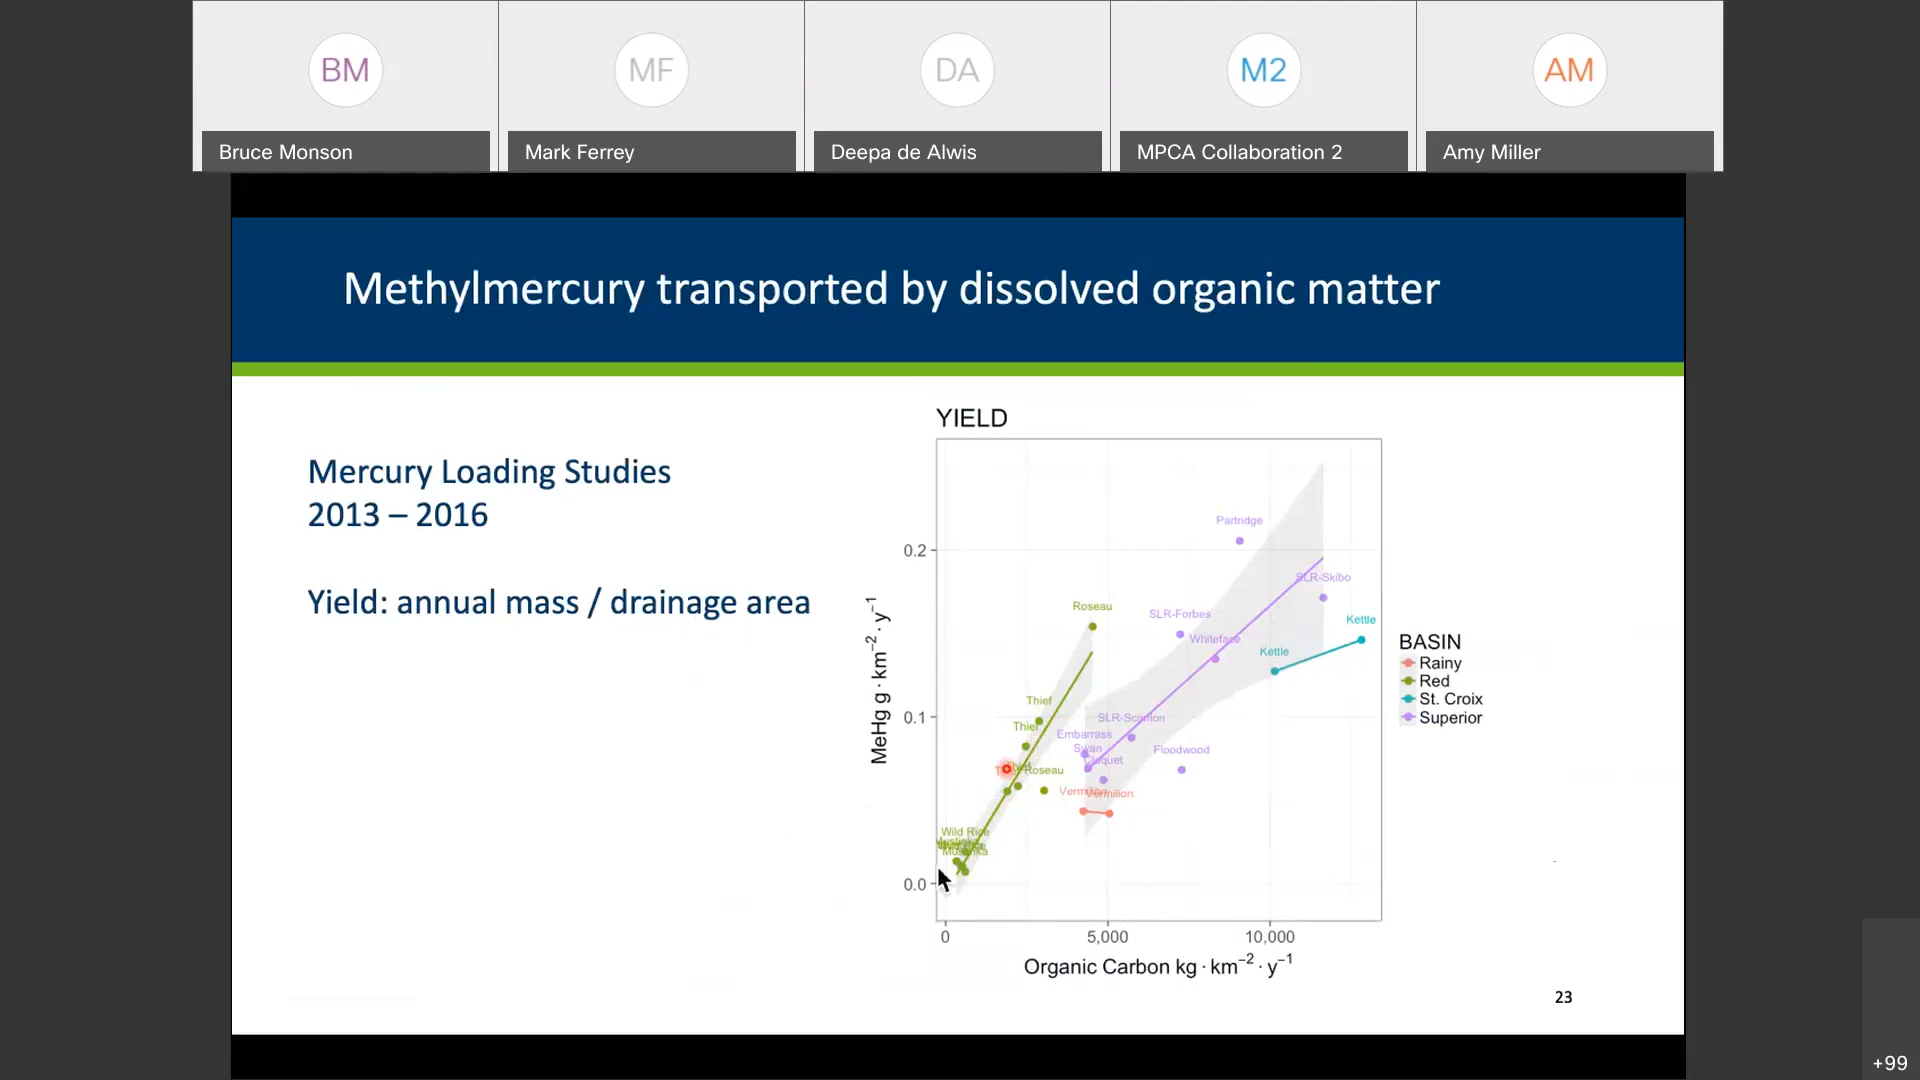 BM
MF
DA
M2
AM
Bruce Monson
Mark Ferrey
Deepa de Alwis
MPCA Collaboration 2
Amy Miller
Methylmercury transported by dissolved organic matter
Mercury Loading Studies
2013 – 2016
Yield: annual mass / drainage area
YIELD
MeHg g · km⁻² · y⁻¹
0.2
0.1
0.0
Partridge
SLR-Skibo
Roseau
SLR-Forbes
Kettle
Whiteface
Kettle
Thief
SLR-Scanlon
Thief
Embarrass
Swan
Floodwood
Cloquet
Roseau
Vermilion
Vermilion
Wild Rice
0
5,000
10,000
Organic Carbon kg · km⁻² · y⁻¹
BASIN
Rainy
Red
St. Croix
Superior
23
+99